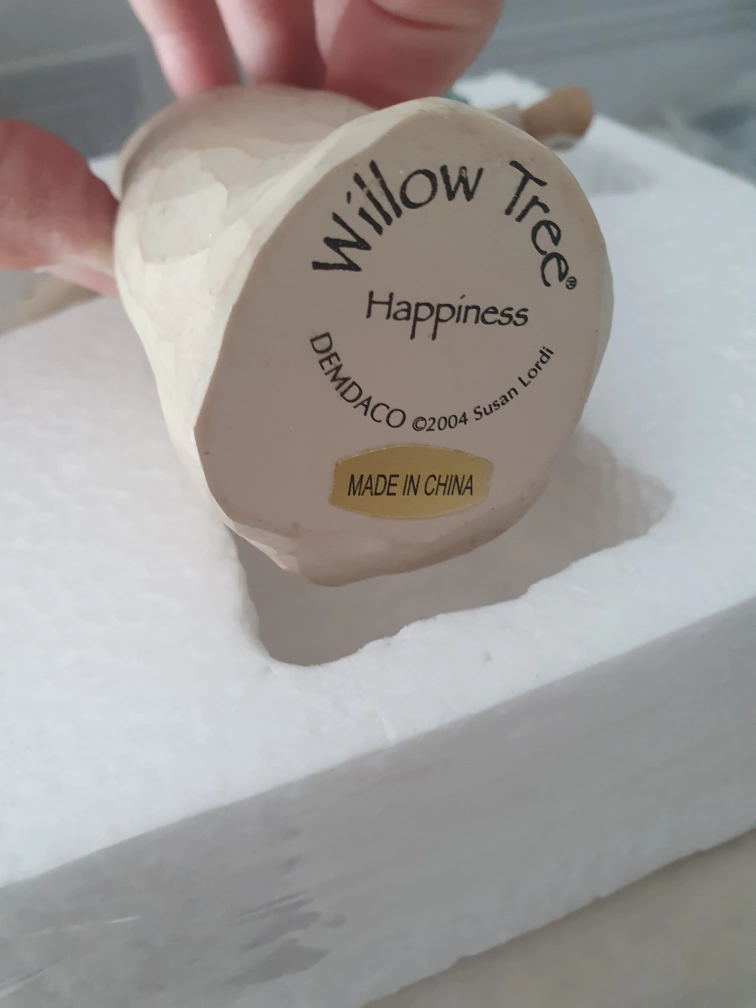 Willow Tree®
Happiness
DEMDACO ©2004 Susan Lordi
MADE IN CHINA